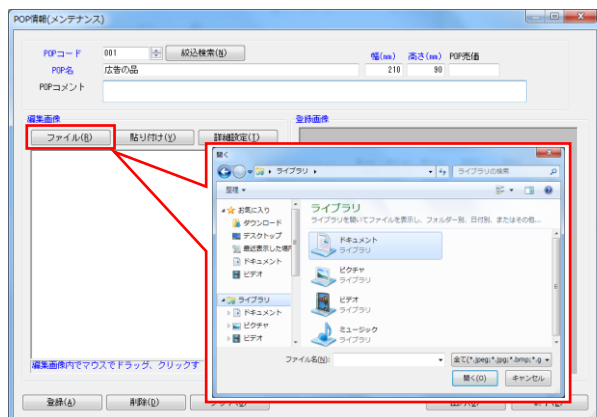 POP情報(メンテナンス)
POPコード 001 絞込検索(N) 幅(mm) 高さ(mm) POP売価
POP名 広告の品 210 90
POPコメント
編集画像 登録画像
ファイル(R) 貼り付け(Y) 詳細設定(T)
開く
ライブラリ
ライブラリの検索
整理
お気に入り
ダウンロード
デスクトップ
最近表示した場所
ドキュメント
ビデオ
ライブラリ
ドキュメント
ピクチャ
ビデオ
ライブラリ
ライブラリを開いてファイルを表示し、フォルダー別、日付別、またはその他...
ドキュメント
ライブラリ
ピクチャ
ライブラリ
ビデオ
ライブラリ
ミュージック
ライブラリ
ファイル名(N): 全て(*.jpeg;*.jpg;*.bmp;*.g
開く(O) キャンセル
編集画像内でマウスでドラッグ、クリックす
登録(A) 削除(D)